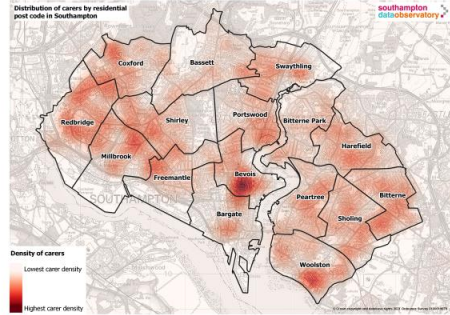 Distribution of carers by residential
post code in Southampton
southampton
dataobservatory
Coxford
Bassett
Swaythling
Redbridge
Shirley
Portswood
Bitterne Park
Millbrook
Harefield
Freemantle
Bevois
SOUTHAMPTON
Peartree
Bitterne
Bargate
Sholing
Woolston
Density of carers
Lowest carer density
Highest carer density